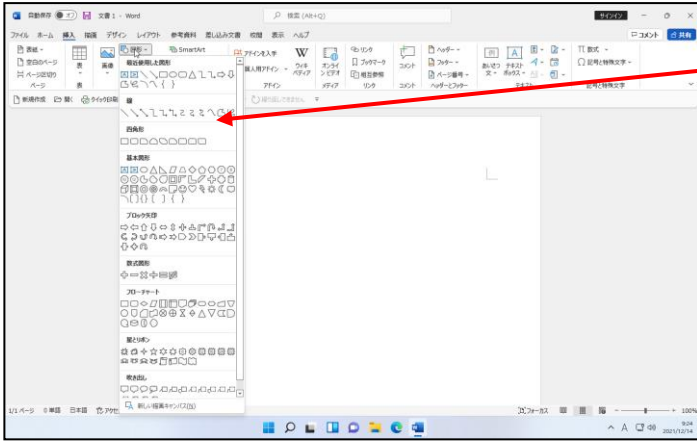 自動保存
文書 1 - Word
検索 (Alt+Q)
サインイン
ファイル ホーム 挿入 描画 デザイン レイアウト 参考資料 差し込み文書 校閲 表示 ヘルプ
コメント 共有
表紙
空白のページ
ページ区切り
ページ
表
表
画像
図形
SmartArt
アドインを入手
個人用アドイン
アドイン
W
ウィキペディア
オンラインビデオ
メディア
リンク
ブックマーク
相互参照
リンク
コメント
コメント
ヘッダー
フッター
ページ番号
ヘッダーとフッター
あいさつ文
テキストボックス
テキスト
数式
記号と特殊文字
記号と特殊文字
新規作成 開く
最近使用した図形
線
四角形
基本図形
ブロック矢印
数式図形
フローチャート
星とリボン
吹き出し
新しい描画キャンバス(N)
1/1 ページ 0 単語 日本語
フォーカス
100%
A
9:04
2021/12/14